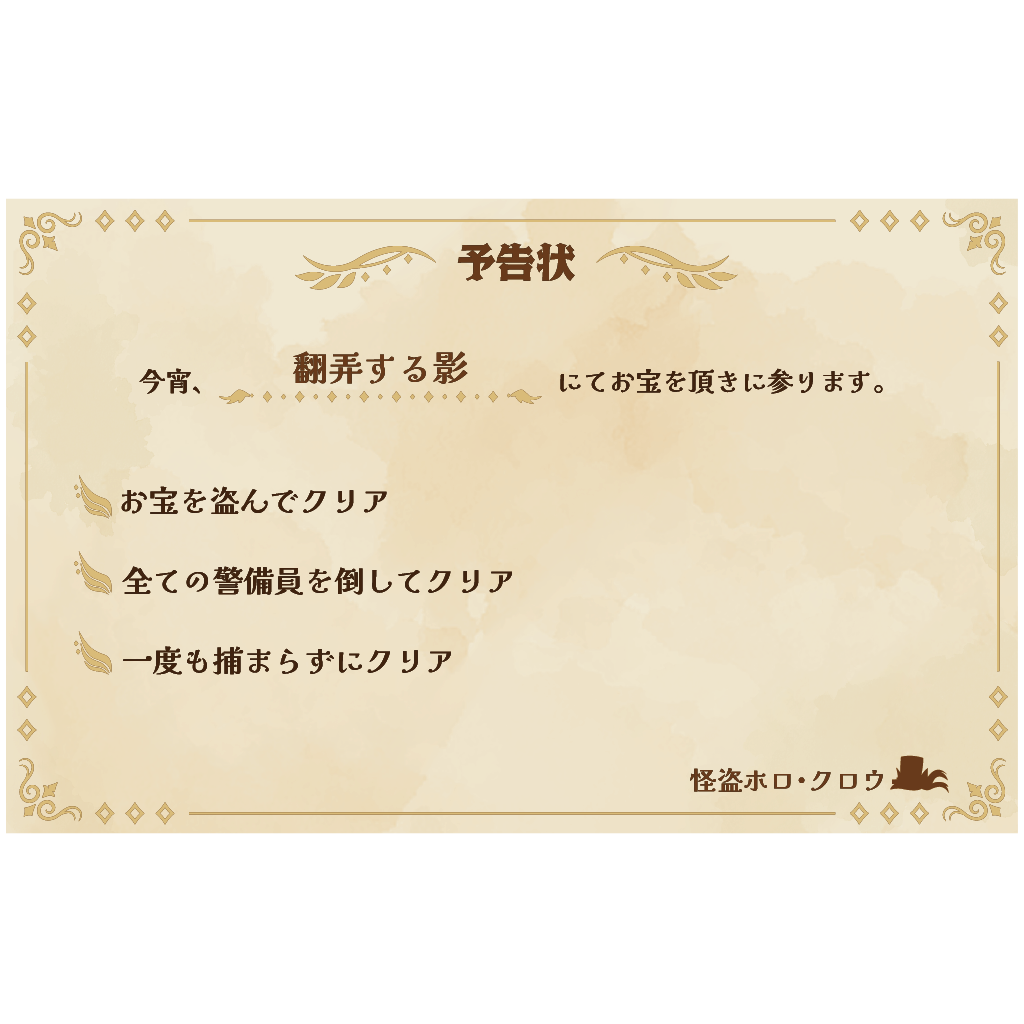 予告状
今宵、 翻弄する影 にてお宝を頂きに参ります。
お宝を盗んでクリア
全ての警備員を倒してクリア
一度も捕まらずにクリア
怪盗ホロ・クロウ